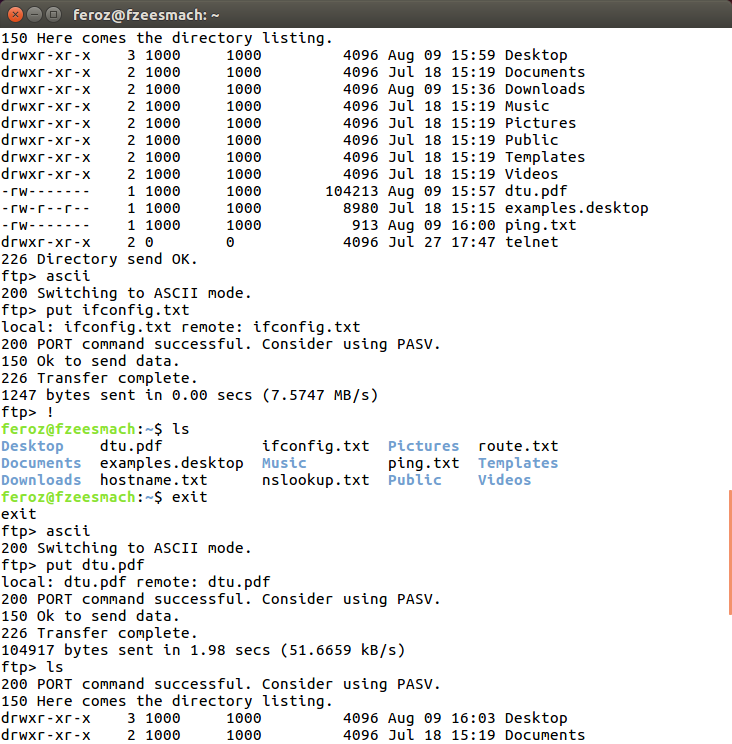 feroz@fzeesmach: ~
150 Here comes the directory listing.
drwxr-xr-x    3 1000     1000         4096 Aug 09 15:59 Desktop
drwxr-xr-x    2 1000     1000         4096 Jul 18 15:19 Documents
drwxr-xr-x    2 1000     1000         4096 Aug 09 15:36 Downloads
drwxr-xr-x    2 1000     1000         4096 Jul 18 15:19 Music
drwxr-xr-x    2 1000     1000         4096 Jul 18 15:19 Pictures
drwxr-xr-x    2 1000     1000         4096 Jul 18 15:19 Public
drwxr-xr-x    2 1000     1000         4096 Jul 18 15:19 Templates
drwxr-xr-x    2 1000     1000         4096 Jul 18 15:19 Videos
-rw-------    1 1000     1000       104213 Aug 09 15:57 dtu.pdf
-rw-r--r--    1 1000     1000         8980 Jul 18 15:15 examples.desktop
-rw-------    1 1000     1000          913 Aug 09 16:00 ping.txt
drwxr-xr-x    2 0        0            4096 Jul 27 17:47 telnet
226 Directory send OK.
ftp> ascii
200 Switching to ASCII mode.
ftp> put ifconfig.txt
local: ifconfig.txt remote: ifconfig.txt
200 PORT command successful. Consider using PASV.
150 Ok to send data.
226 Transfer complete.
1247 bytes sent in 0.00 secs (7.5747 MB/s)
ftp> !
feroz@fzeesmach:~$ ls
Desktop    dtu.pdf           ifconfig.txt  Pictures  route.txt
Documents  examples.desktop  Music         ping.txt  Templates
Downloads  hostname.txt      nslookup.txt  Public    Videos
feroz@fzeesmach:~$ exit
exit
ftp> ascii
200 Switching to ASCII mode.
ftp> put dtu.pdf
local: dtu.pdf remote: dtu.pdf
200 PORT command successful. Consider using PASV.
150 Ok to send data.
226 Transfer complete.
104917 bytes sent in 1.98 secs (51.6659 kB/s)
ftp> ls
200 PORT command successful. Consider using PASV.
150 Here comes the directory listing.
drwxr-xr-x    3 1000     1000         4096 Aug 09 16:03 Desktop
drwxr-xr-x    2 1000     1000         4096 Jul 18 15:19 Documents